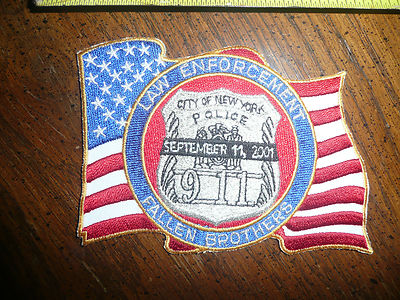 LAW ENFORCEMENT
CITY OF NEW YORK
POLICE
SEPTEMBER 11, 2001
9 11
FALLEN BROTHERS